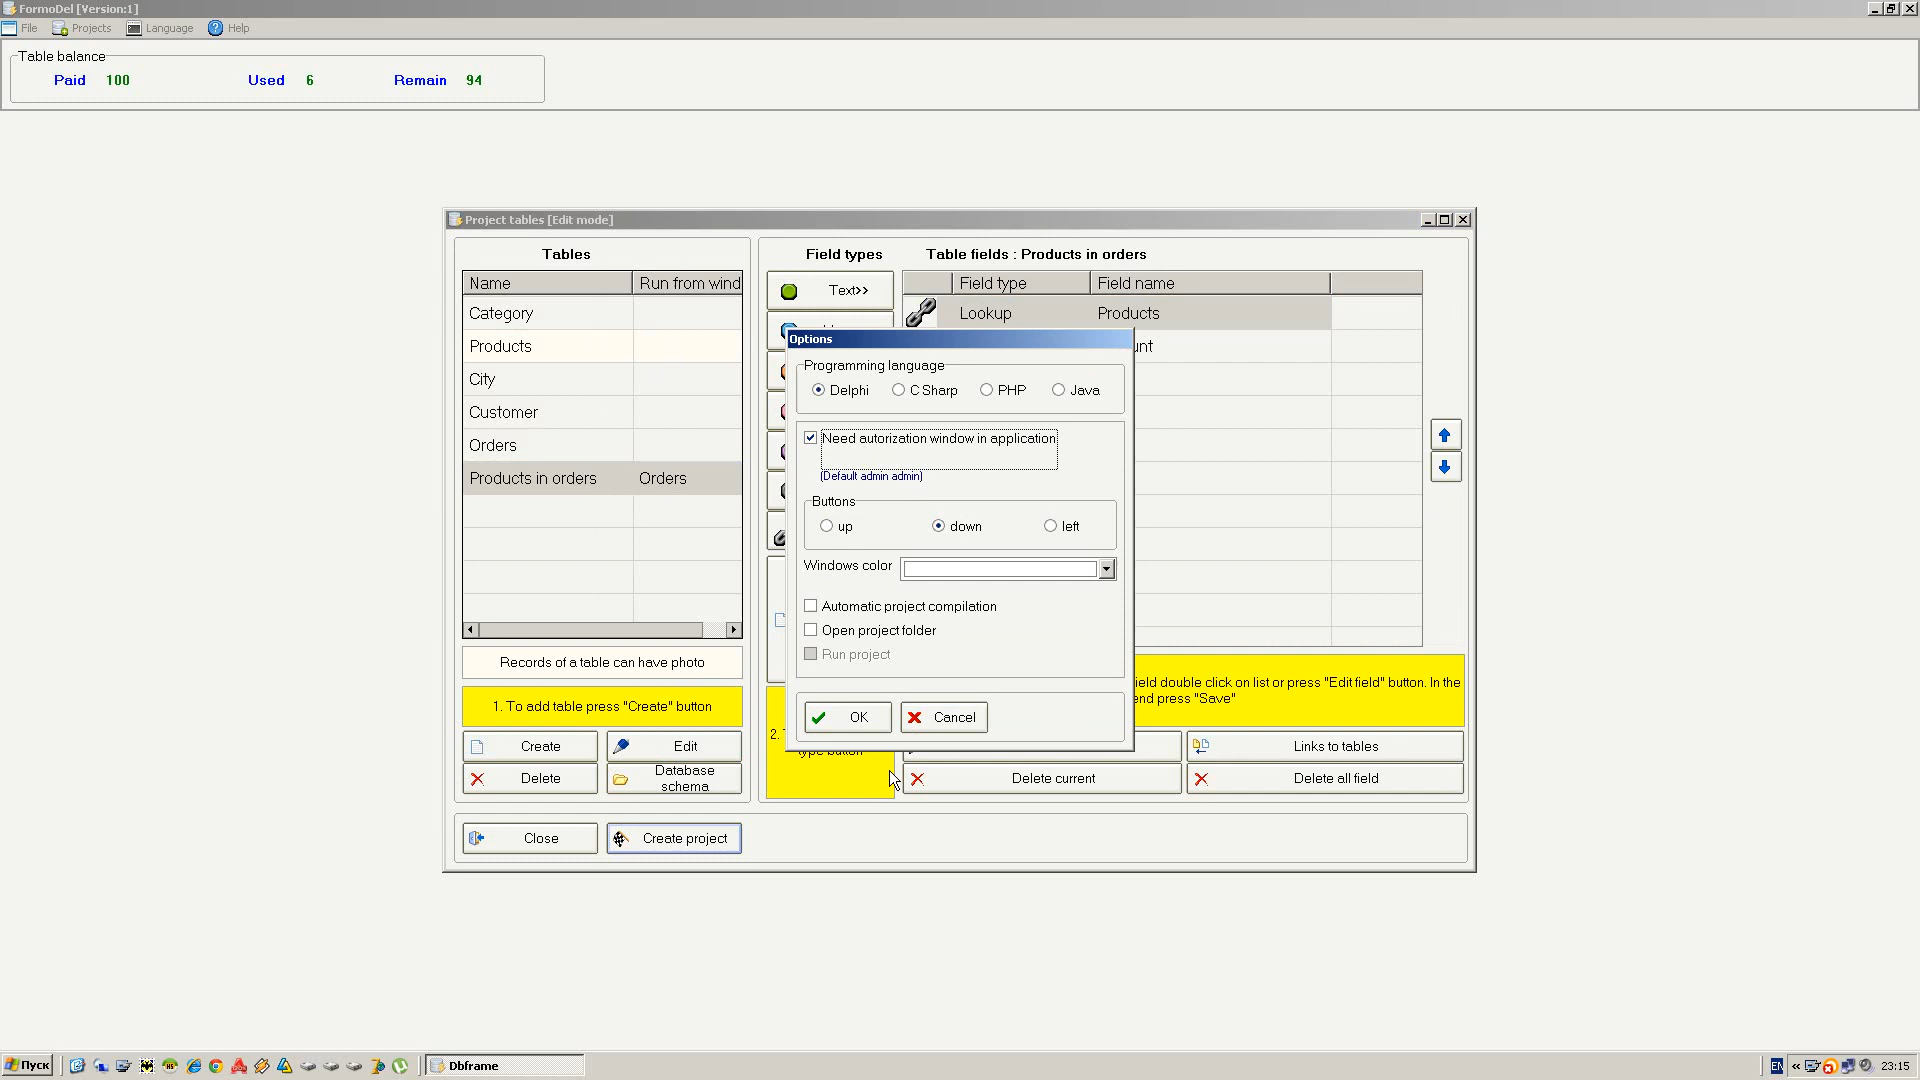 FormoDel [Version:1]
File Projects Language Help
Table balance
Paid 100 Used 6 Remain 94
Project tables [Edit mode]
Tables
Name Run from wind
Category
Products
City
Customer
Orders
Products in orders Orders
Records of a table can have photo
1. To add table press "Create" button
Create Edit
Delete Database schema
Close Create project
Field types
Text>>
2.
type button
Table fields : Products in orders
Field type Field name
Lookup Products
unt
ield double click on list or press "Edit field" button. In the
end press "Save"
Links to tables
Delete current Delete all field
Options
Programming language
Delphi C Sharp PHP Java
Need autorization window in application
(Default admin admin)
Buttons
up down left
Windows color
Automatic project compilation
Open project folder
Run project
OK Cancel
Пуск
Dbframe
EN « 23:15